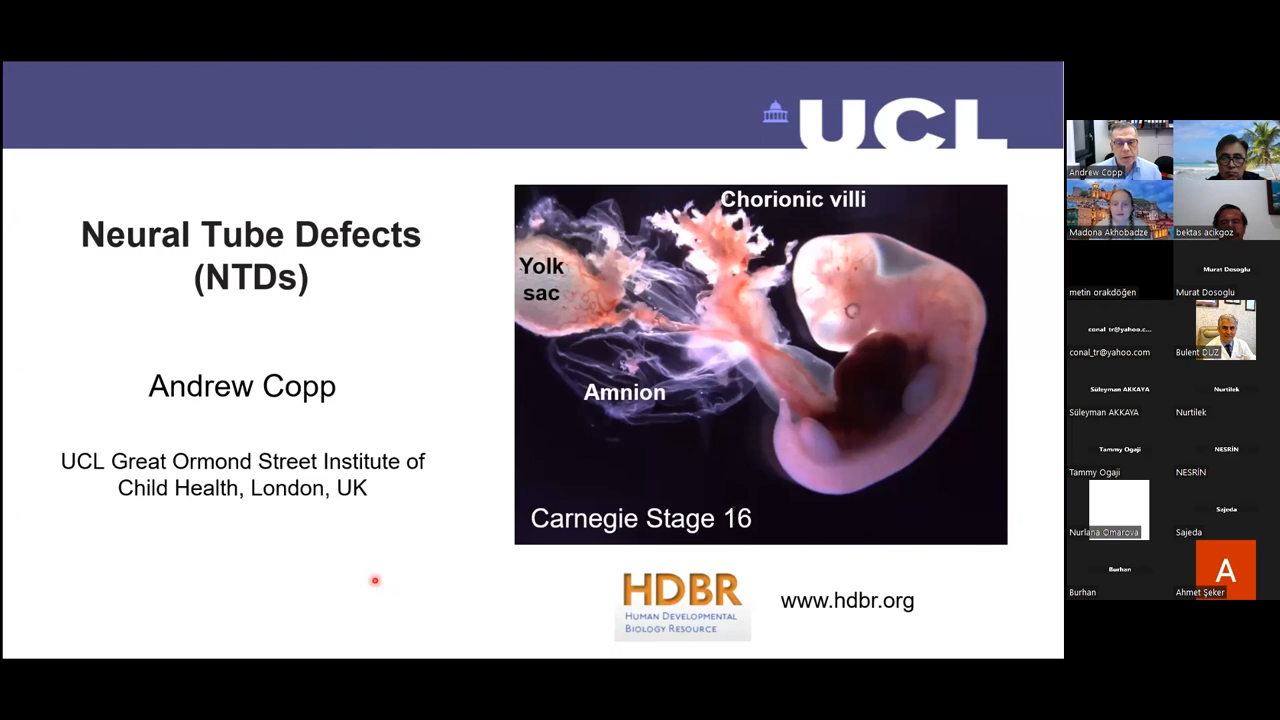 UCL
Neural Tube Defects
(NTDs)
Andrew Copp
UCL Great Ormond Street Institute of
Child Health, London, UK
Chorionic villi
Yolk
sac
Amnion
Carnegie Stage 16
HDBR
HUMAN DEVELOPMENTAL
BIOLOGY RESOURCE
www.hdbr.org
Andrew Copp
Madona Akhobadze
bektas acikgoz
metin orakdöğen
Murat Dosoglu
Murat Dosoglu
conal_tr@yahoo.c...
conal_tr@yahoo.com
Bulent DUZ
Süleyman AKKAYA
Süleyman AKKAYA
Nurtilek
Nurtilek
Tammy Ogaji
Tammy Ogaji
NESRİN
NESRİN
Nurlana Omarova
Sajeda
Sajeda
Burhan
Burhan
A
Ahmet Şeker